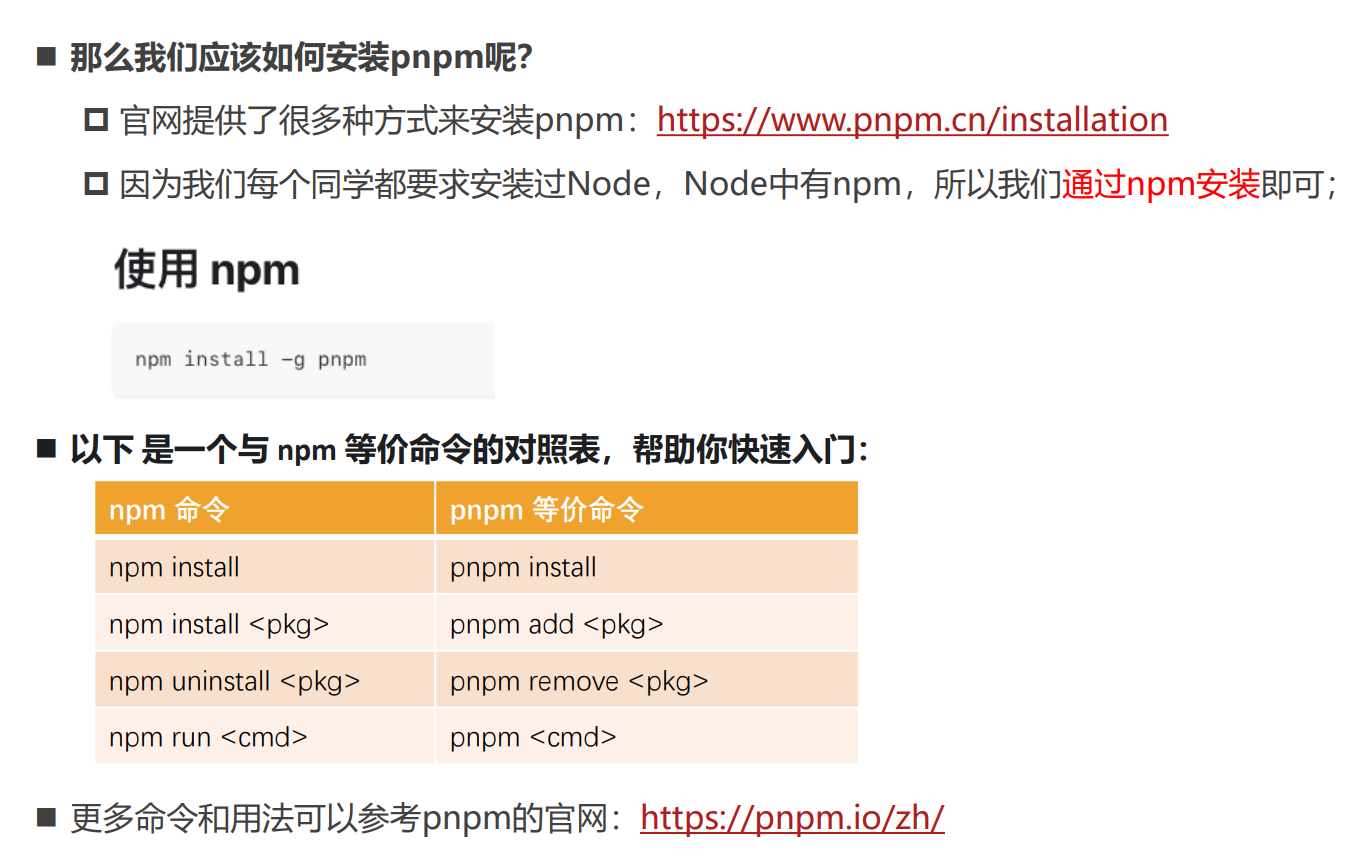 那么我们应该如何安装pnpm呢？
官网提供了很多种方式来安装pnpm：https://www.pnpm.cn/installation
因为我们每个同学都要求安装过Node，Node中有npm，所以我们通过npm安装即可；
使用 npm
npm install -g pnpm
以下 是一个与 npm 等价命令的对照表，帮助你快速入门：
npm 命令 pnpm 等价命令
npm install pnpm install
npm install <pkg> pnpm add <pkg>
npm uninstall <pkg> pnpm remove <pkg>
npm run <cmd> pnpm <cmd>
更多命令和用法可以参考pnpm的官网：https://pnpm.io/zh/